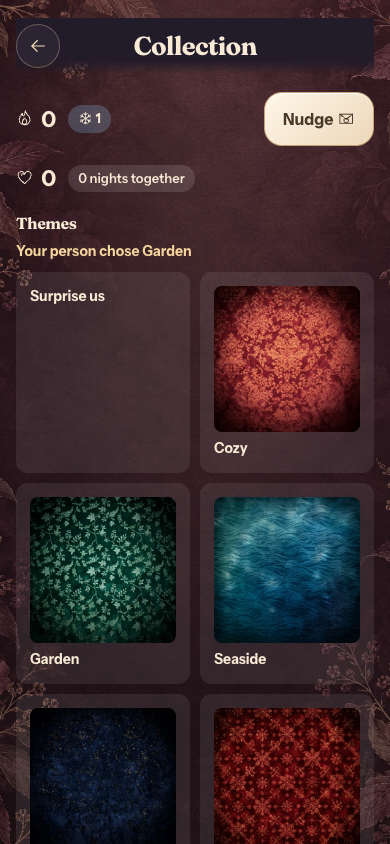 Collection
0 1
Nudge
0 0 nights together
Themes
Your person chose Garden
Surprise us
Cozy
Garden
Seaside